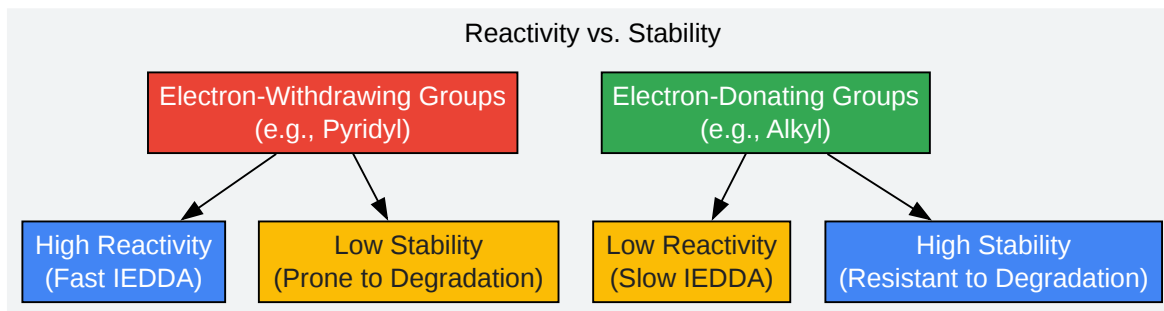 Reactivity vs. Stability
Electron-Withdrawing Groups
(e.g., Pyridyl)
Electron-Donating Groups
(e.g., Alkyl)
High Reactivity
(Fast IEDDA)
Low Stability
(Prone to Degradation)
Low Reactivity
(Slow IEDDA)
High Stability
(Resistant to Degradation)